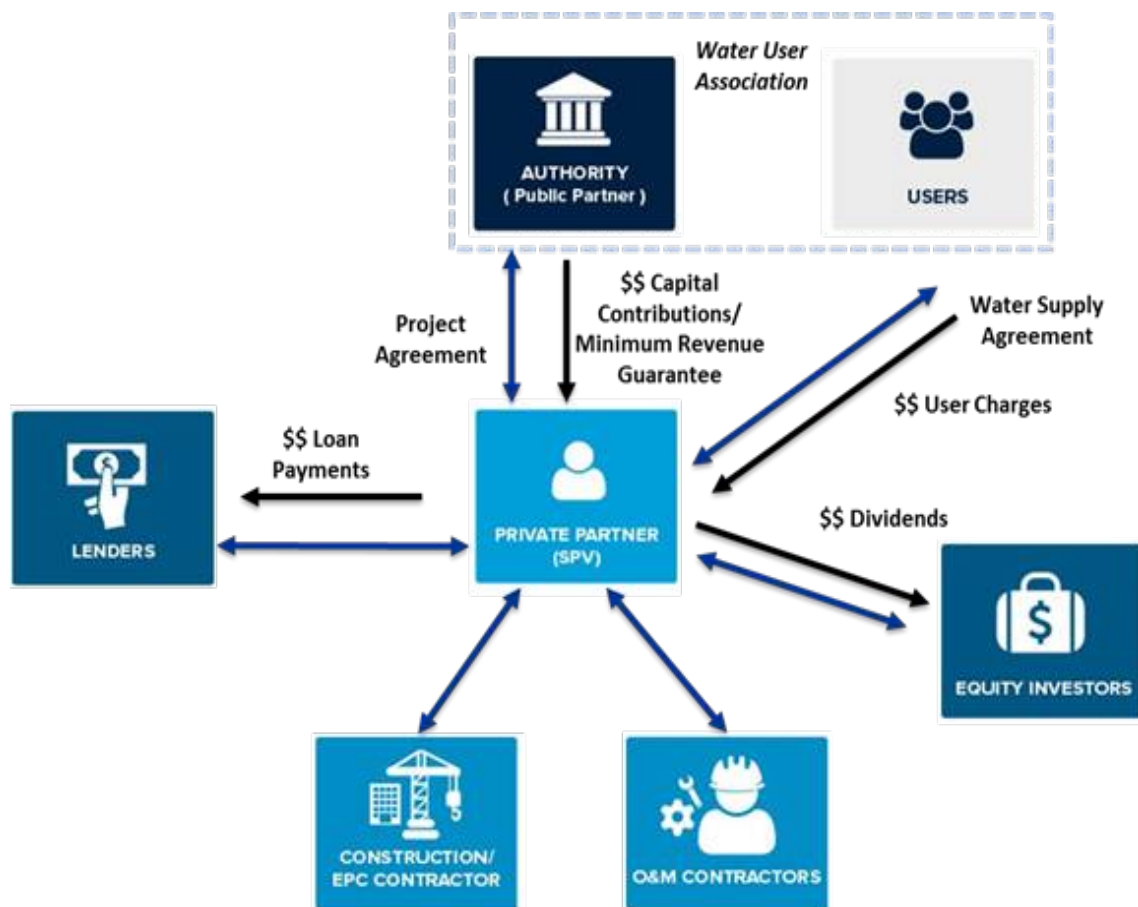 Water User
Association
AUTHORITY
( Public Partner )
USERS
Project
Agreement
$$ Capital
Contributions/
Minimum Revenue
Guarantee
Water Supply
Agreement
$$ User Charges
$$ Loan
Payments
LENDERS
PRIVATE PARTNER
(SPV)
$$ Dividends
$
EQUITY INVESTORS
CONSTRUCTION/
EPC CONTRACTOR
O&M CONTRACTORS